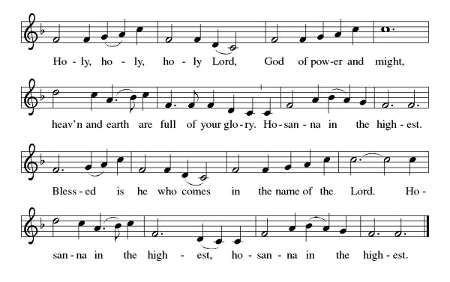 Ho - ly, ho - ly, ho - ly Lord, God of pow-er and might,
heav'n and earth are full of your glo-ry. Ho-san - na in the high-est.
Bless - ed is he who comes in the name of the Lord. Ho-
san - na in the high - est, ho - san - na in the high-est.